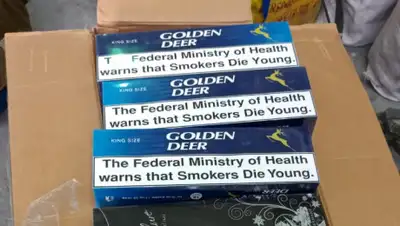 KING SIZE
GOLDEN
DEER
T Federal Ministry of Health
warns that Smokers Die Young.
KING SIZE
GOLDEN
DEER
The Federal Ministry of Health
warns that Smokers Die Young.
KING SIZE
GOLDEN
DEER
The Federal Ministry of Health
warns that Smokers Die Young.
DEER